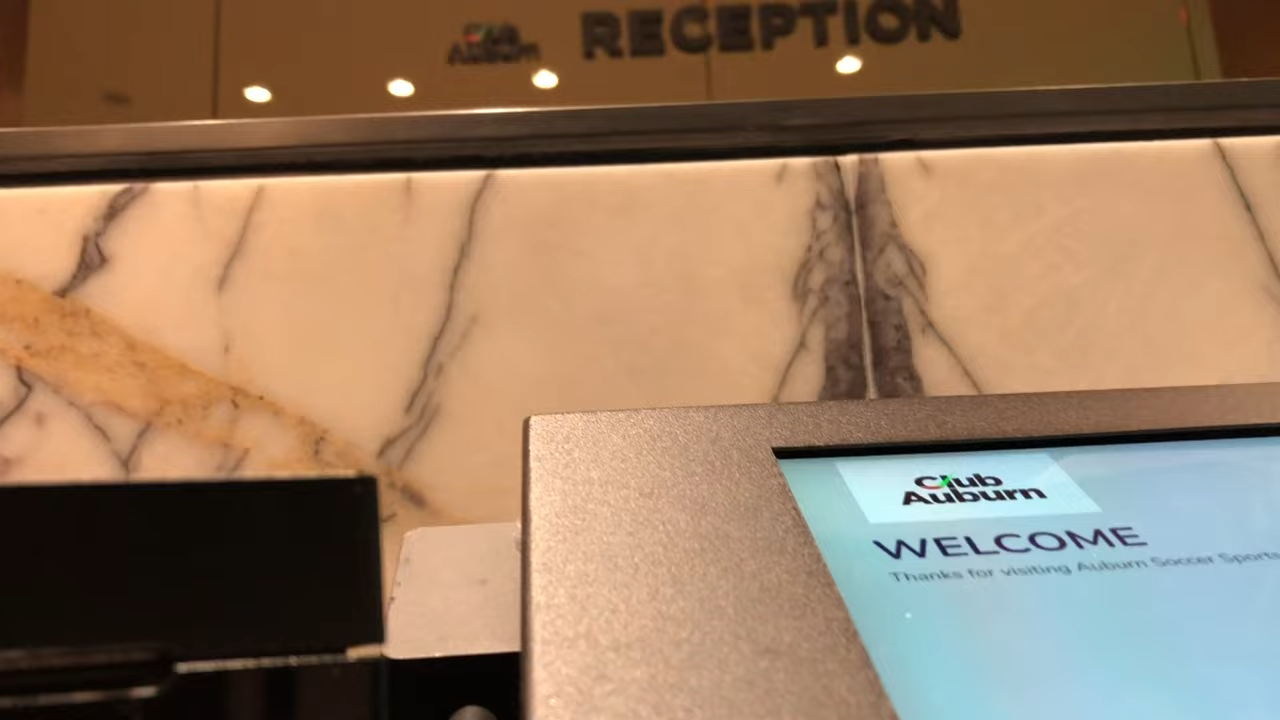 Club
Auburn
RECEPTION
Club
Auburn
WELCOME
Thanks for visiting Auburn Soccer Sports